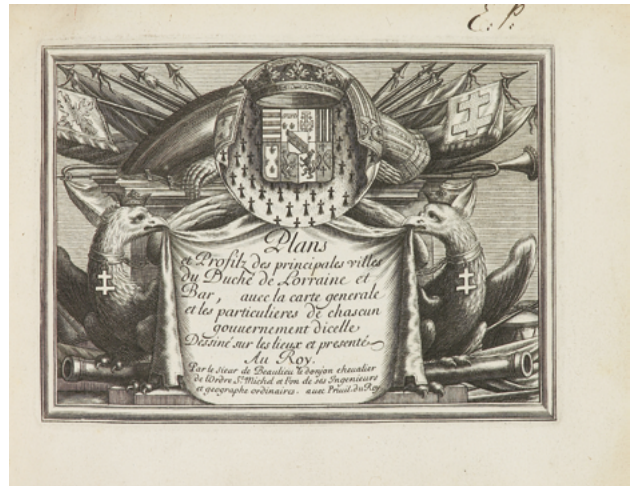 E. P.
Plans
et Profilz des principales villes
du Duché de Lorraine et
Bar, auec la carte generale
et les particulieres de chascun
gouuernement dicelle
Dessiné sur les lieux et presenté
Au Roy.
Par le sieur de Beaulieu le donjon cheualier
de l'Ordre St. Michel et l'vn de ses Ingenieurs
et geographe ordinaires. auec Priuil. du Roy